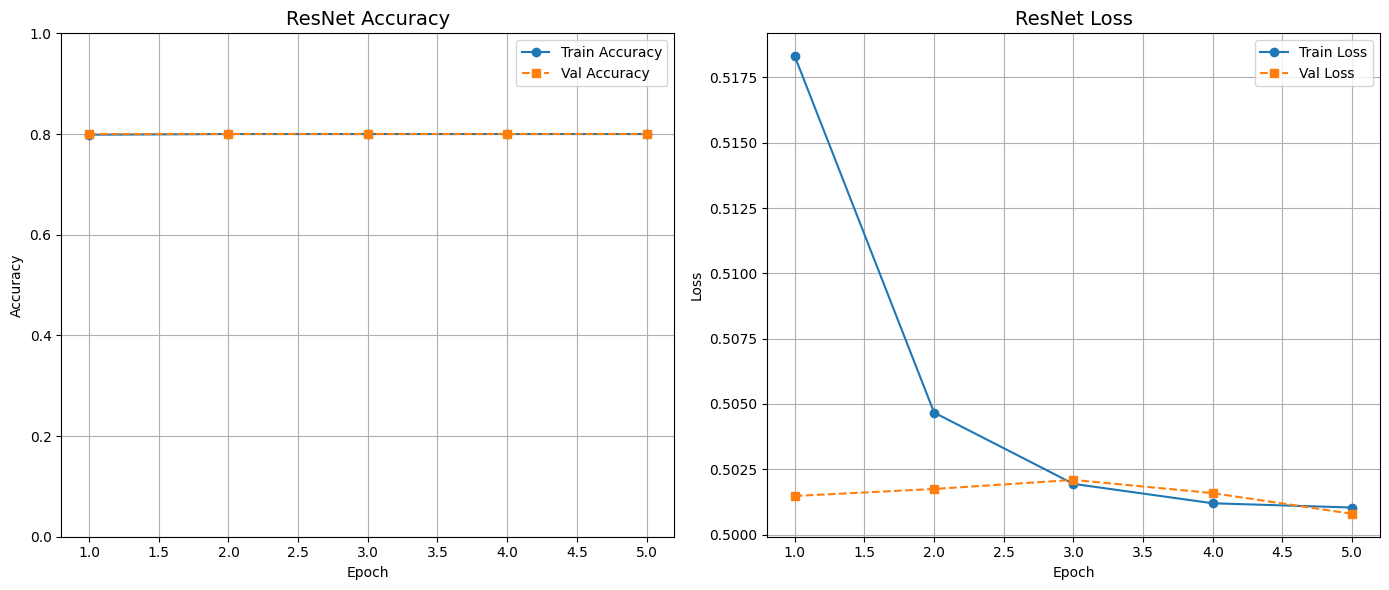 ResNet Accuracy
1.0
0.8
0.6
0.4
0.2
0.0
Accuracy
Train Accuracy
Val Accuracy
1.0 1.5 2.0 2.5 3.0 3.5 4.0 4.5 5.0
Epoch
ResNet Loss
0.5175
0.5150
0.5125
0.5100
0.5075
0.5050
0.5025
0.5000
Loss
Train Loss
Val Loss
1.0 1.5 2.0 2.5 3.0 3.5 4.0 4.5 5.0
Epoch